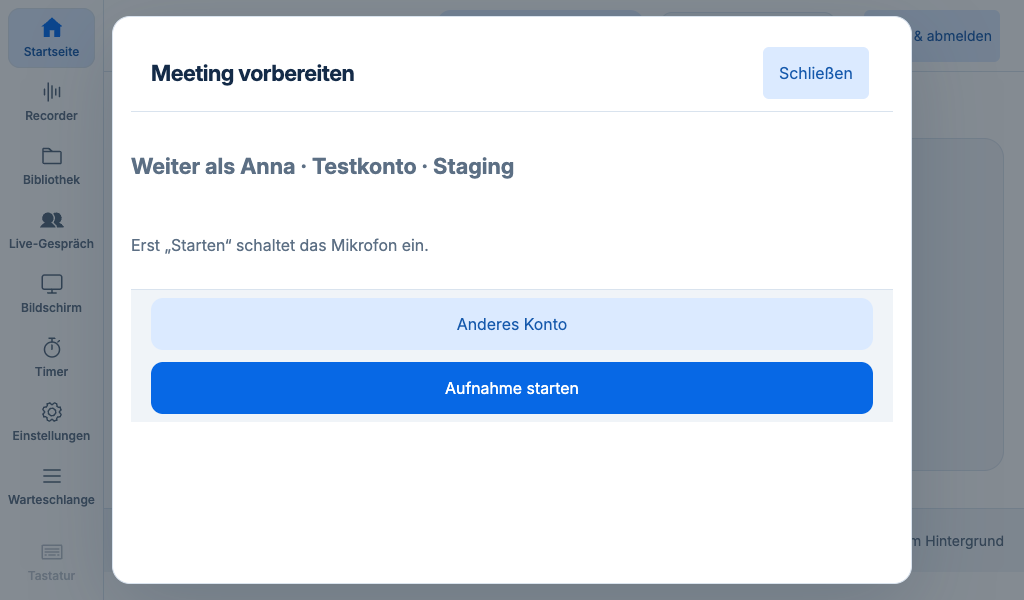 Startseite
Recorder
Bibliothek
Live-Gespräch
Bildschirm
Timer
Einstellungen
Warteschlange
Tastatur
& abmelden
Meeting vorbereiten
Schließen
Weiter als Anna · Testkonto · Staging
Erst „Starten“ schaltet das Mikrofon ein.
Anderes Konto
Aufnahme starten
Hintergrund